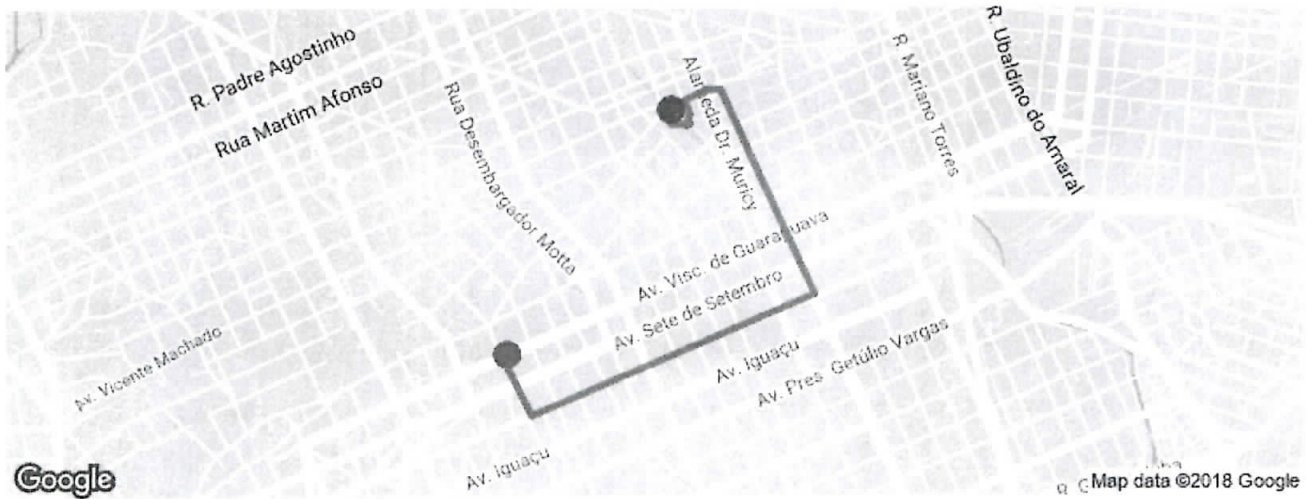 R. Padre Agostinho
Rua Martim Afonso
Rua Desembargador Motta
Alameda Dr. Muricy
R. Mariano Torres
R. Ubaldino do Amaral
Av. Visc. de Guarapuava
Av. Sete de Setembro
Av. Vicente Machado
Av. Iguaçu
Av. Pres. Getúlio Vargas
Av. Iguaçu
Google
Map data ©2018 Google